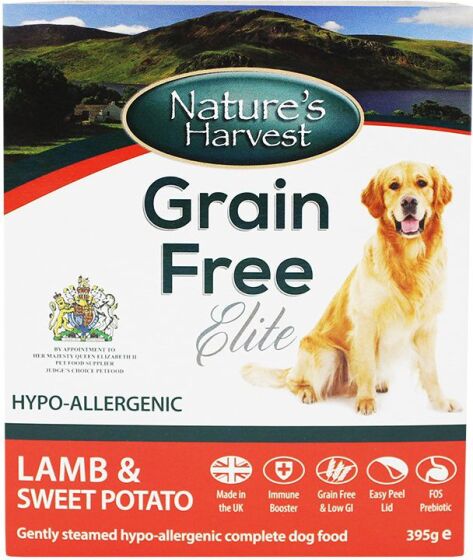 Nature's
Harvest
Grain
Free
Elite
BY APPOINTMENT TO
HER MAJESTY QUEEN ELIZABETH II
PET FOOD SUPPLIER
JUDGE'S CHOICE PETFOOD
HYPO-ALLERGENIC
LAMB &
SWEET POTATO
Made in
the UK
Immune
Booster
Grain Free
& Low GI
Easy Peel
Lid
FOS
Prebiotic
Gently steamed hypo-allergenic complete dog food
395g e